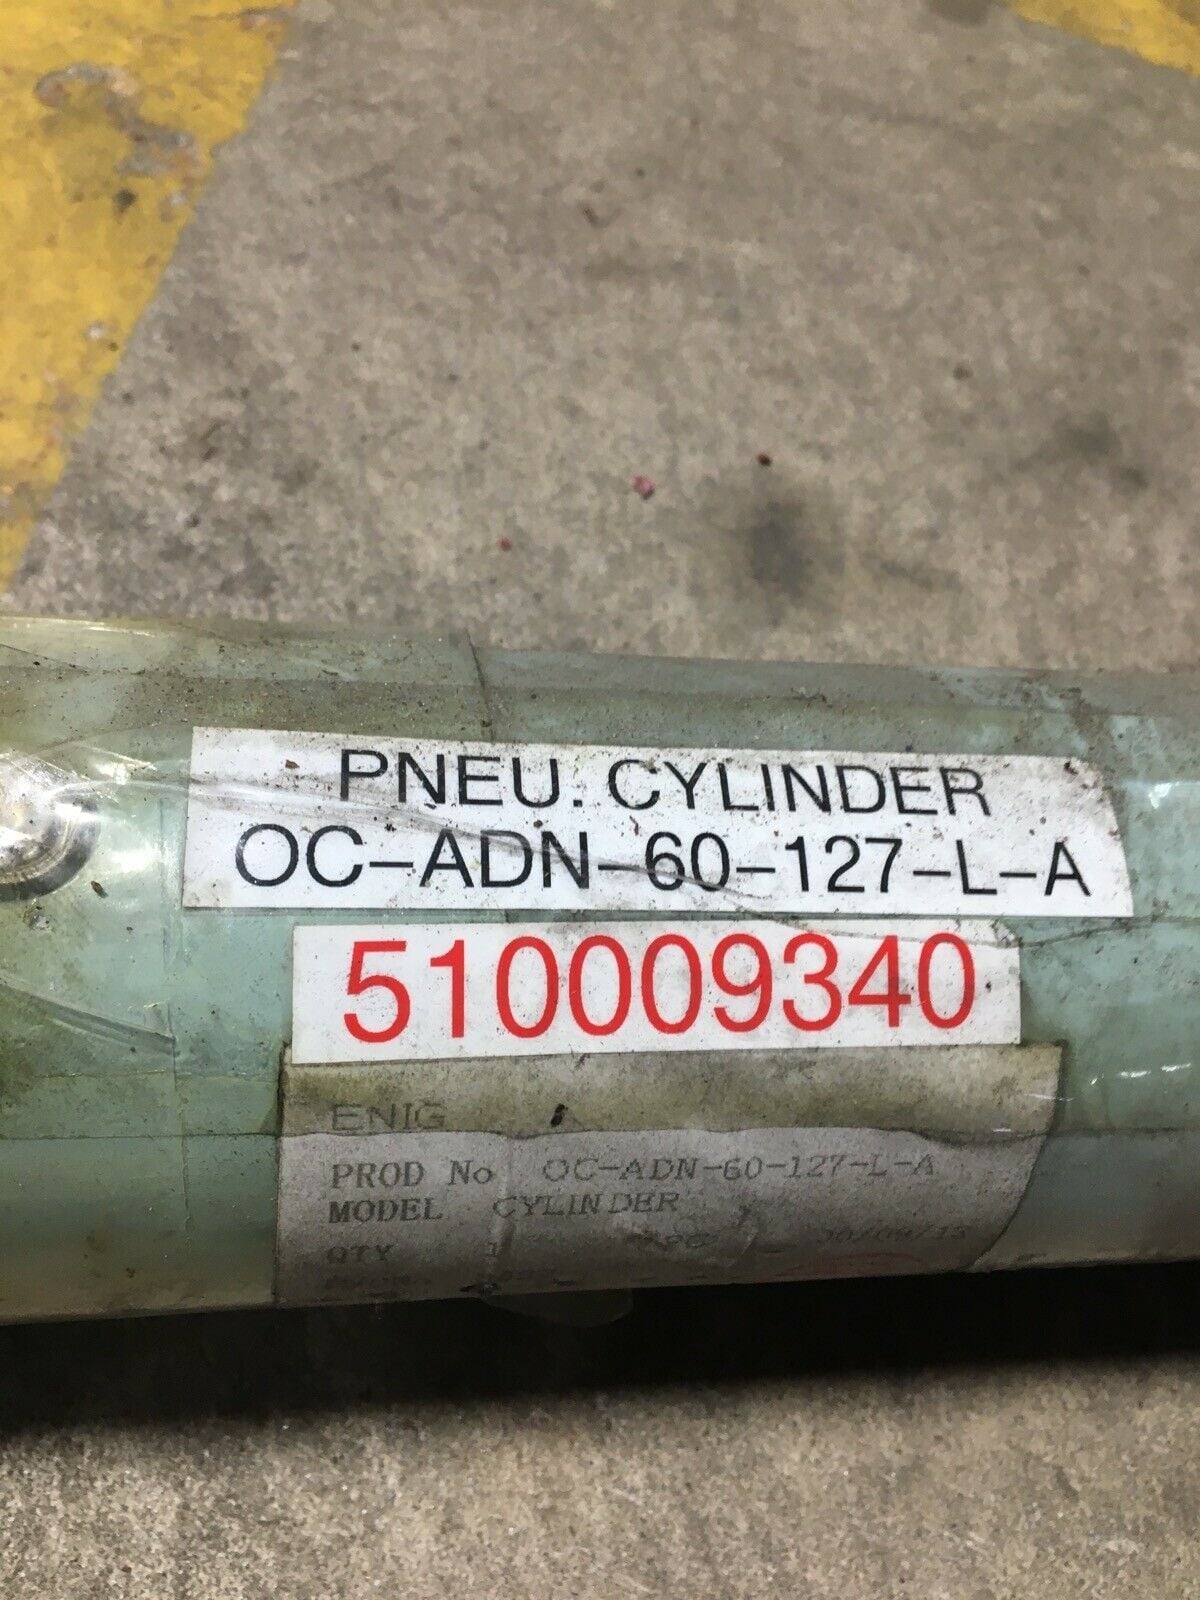 PNEU. CYLINDER
OC-ADN-60-127-L-A
510009340
ENIG
PROD No OC-ADN-60-127-L-A
MODEL CYLINDER
QTY